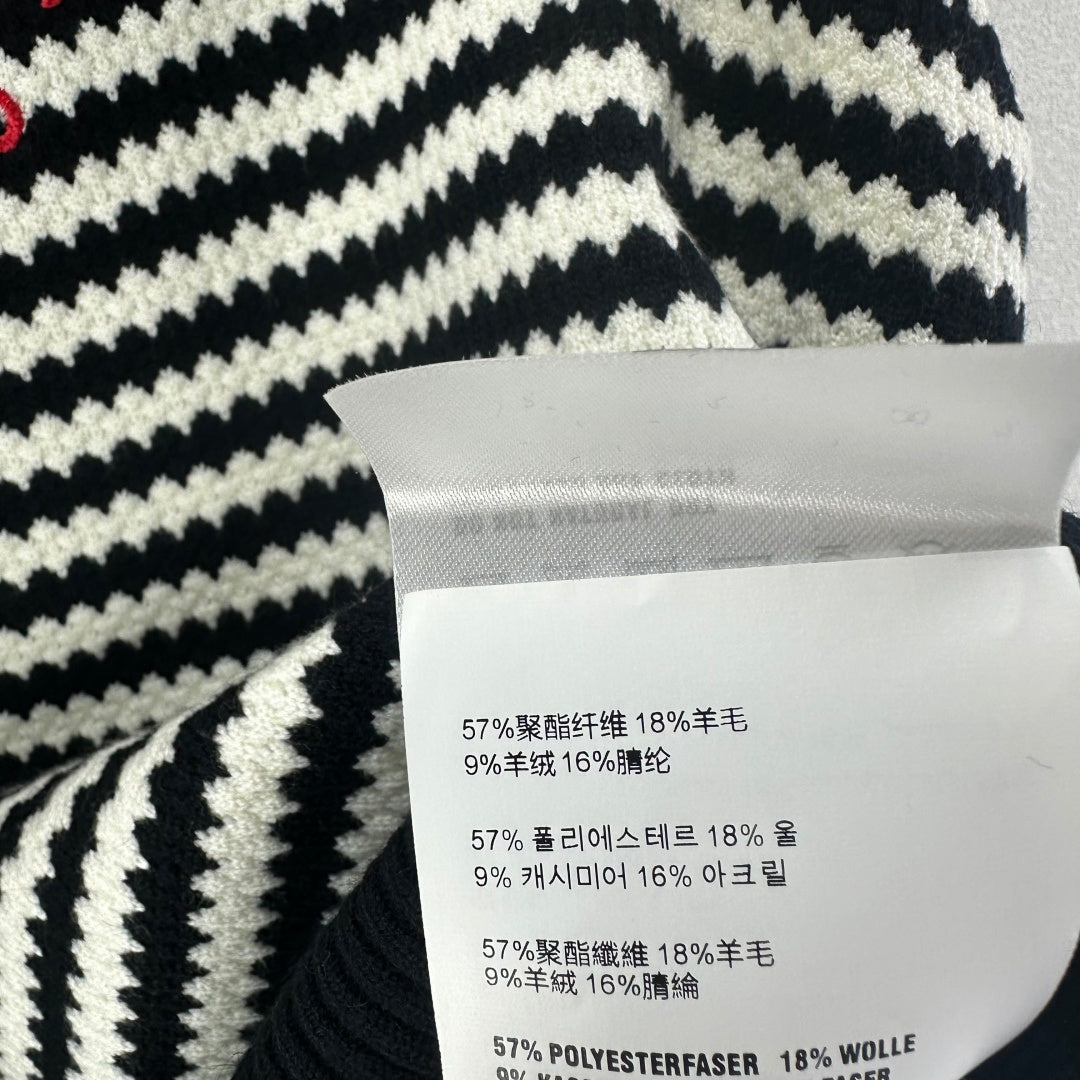 57%聚酯纤维 18%羊毛
9%羊绒 16%腈纶
57% 폴리에스테르 18% 울
9% 캐시미어 16% 아크릴
57%聚酯纖維 18%羊毛
9%羊絨 16%腈綸
57% POLYESTERFASER 18% WOLLE
9%